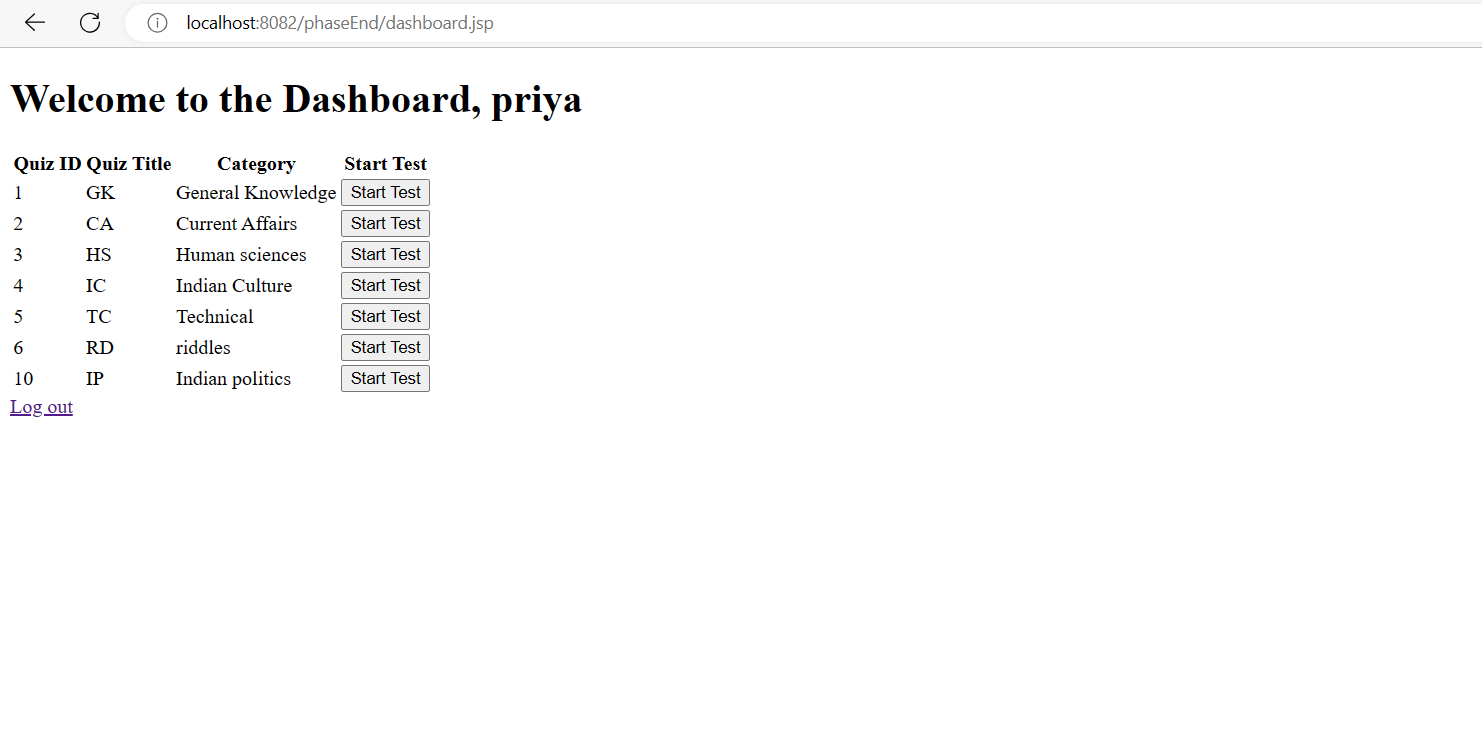 localhost:8082/phaseEnd/dashboard.jsp
Welcome to the Dashboard, priya
Quiz ID Quiz Title Category Start Test
1 GK General Knowledge Start Test
2 CA Current Affairs Start Test
3 HS Human sciences Start Test
4 IC Indian Culture Start Test
5 TC Technical Start Test
6 RD riddles Start Test
10 IP Indian politics Start Test
Log out